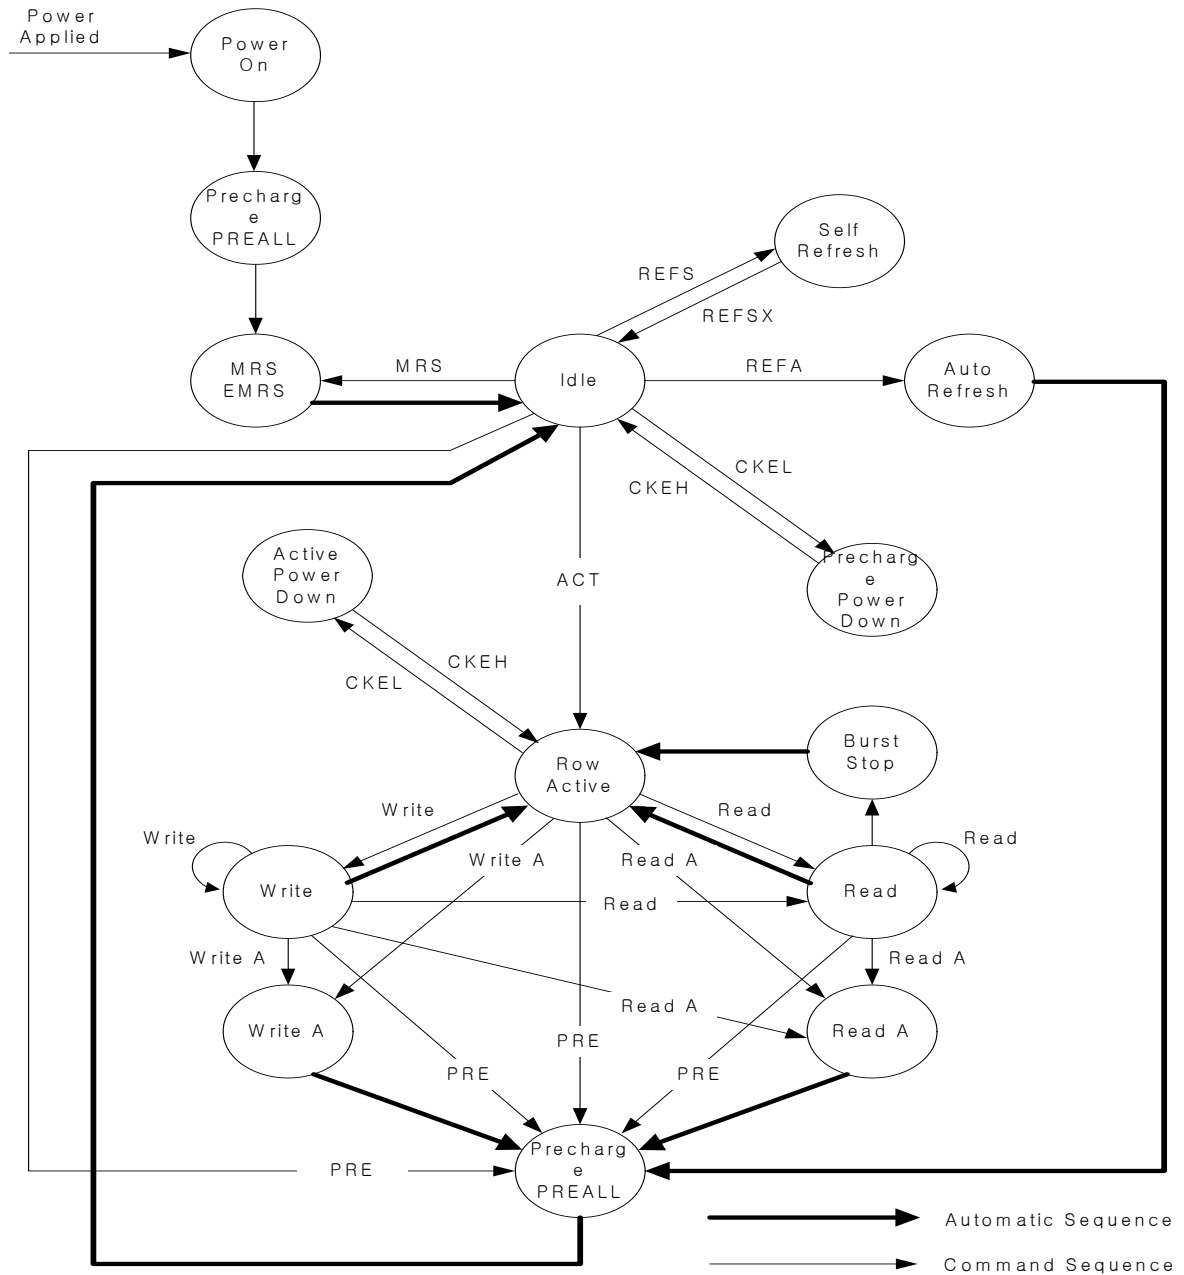 Power
Applied
Power
On
Precharg
e
PREALL
Self
Refresh
REFS
REFSX
MRS
EMRS
MRS
Idle
REFA
Auto
Refresh
CKEL
CKEH
Active
Power
Down
ACT
Precharg
e
Power
Down
CKEH
CKEL
Burst
Stop
Row
Active
Write
Read
Write
Write A
Read A
Read
Write
Read
Read
Write A
Read A
Write A
Read A
Read A
PRE
PRE
PRE
Precharg
e
PREALL
PRE
Automatic Sequence
Command Sequence